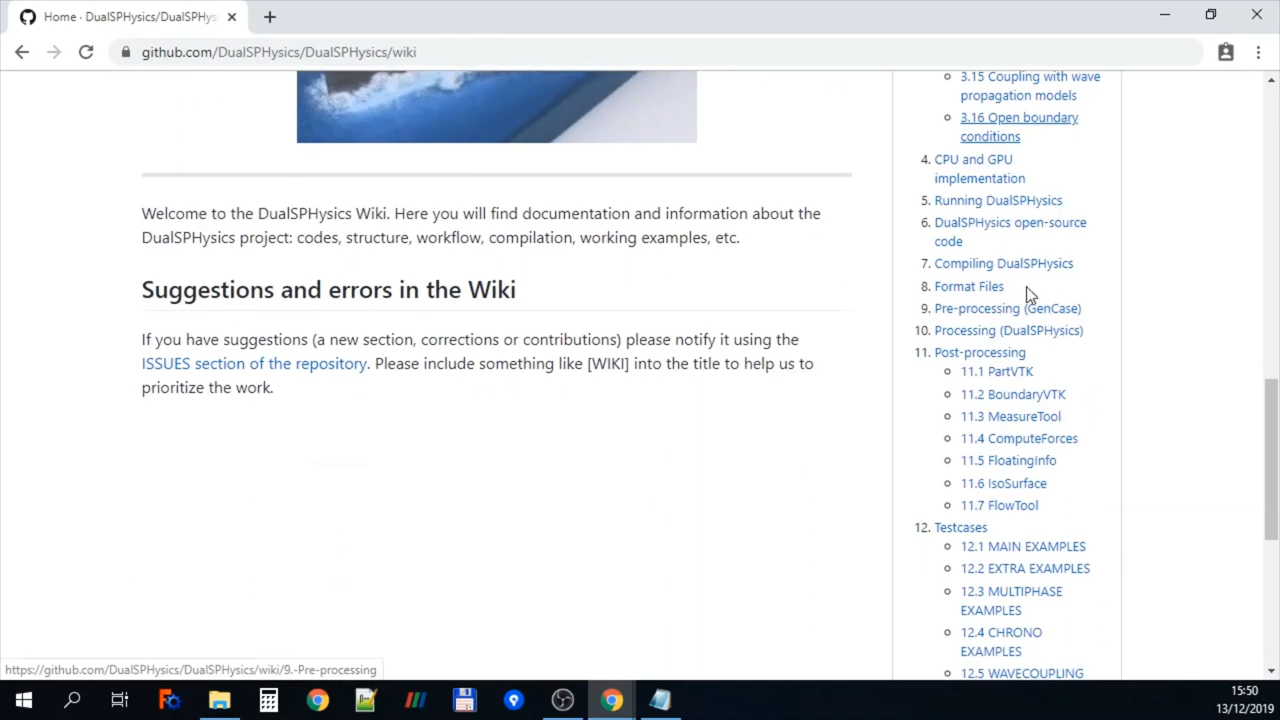 Home · DualSPHysics/DualSPHys
github.com/DualSPHysics/DualSPHysics/wiki
Welcome to the DualSPHysics Wiki. Here you will find documentation and information about the
DualSPHysics project: codes, structure, workflow, compilation, working examples, etc.
Suggestions and errors in the Wiki
If you have suggestions (a new section, corrections or contributions) please notify it using the
ISSUES section of the repository. Please include something like [WIKI] into the title to help us to
prioritize the work.
3.15 Coupling with wave
propagation models
3.16 Open boundary
conditions
4. CPU and GPU
implementation
5. Running DualSPHysics
6. DualSPHysics open-source
code
7. Compiling DualSPHysics
8. Format Files
9. Pre-processing (GenCase)
10. Processing (DualSPHysics)
11. Post-processing
11.1 PartVTK
11.2 BoundaryVTK
11.3 MeasureTool
11.4 ComputeForces
11.5 FloatingInfo
11.6 IsoSurface
11.7 FlowTool
12. Testcases
12.1 MAIN EXAMPLES
12.2 EXTRA EXAMPLES
12.3 MULTIPHASE
EXAMPLES
12.4 CHRONO
EXAMPLES
12.5 WAVECOUPLING
https://github.com/DualSPHysics/DualSPHysics/wiki/9.-Pre-processing
15:50
13/12/2019